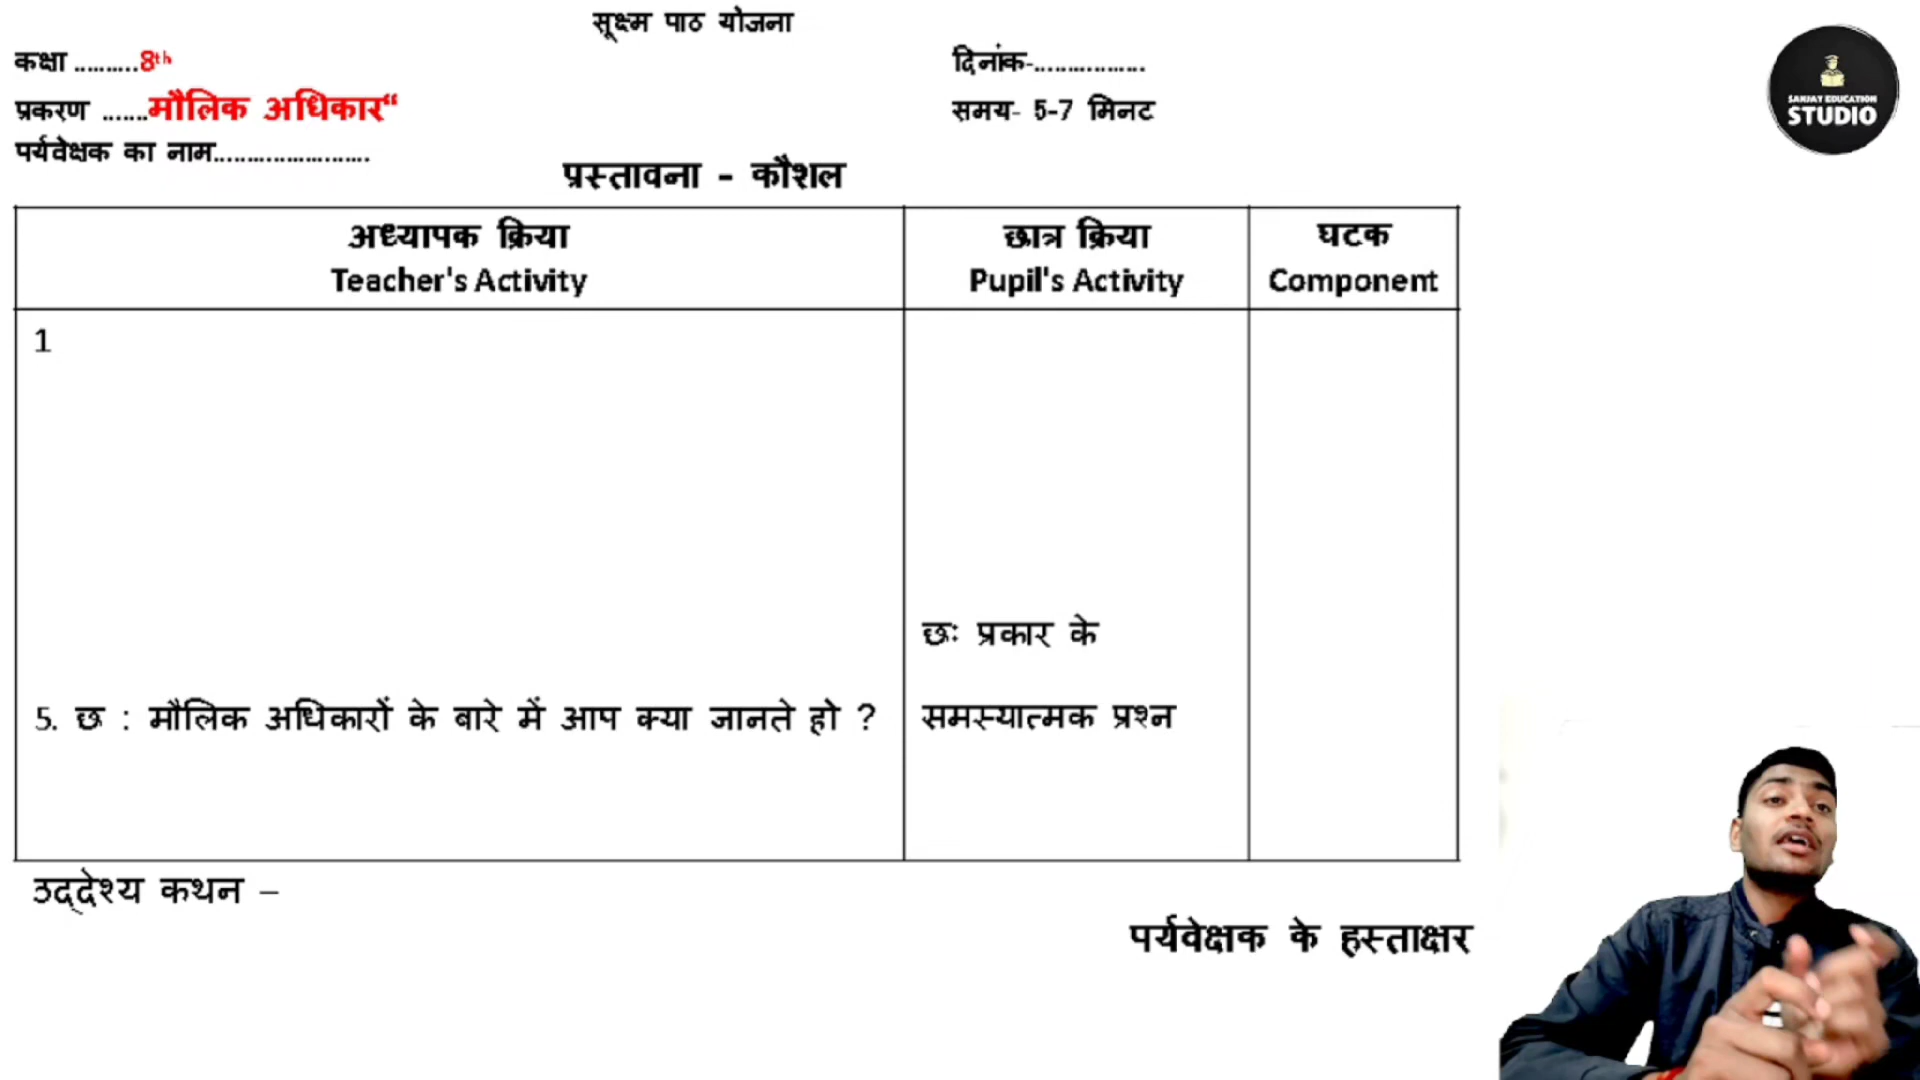 सूक्ष्म पाठ योजना
कक्षा ..........8th
दिनांक-.................
प्रकरण .......मौलिक अधिकार“
समय- 5-7 मिनट
पर्यवेक्षक का नाम.......................
प्रस्तावना - कौशल
अध्यापक क्रिया
Teacher's Activity
छात्र क्रिया
Pupil's Activity
घटक
Component
1
छः प्रकार के
5. छ : मौलिक अधिकारों के बारे में आप क्या जानते हो ?
समस्यात्मक प्रश्न
उद्देश्य कथन –
पर्यवेक्षक के हस्ताक्षर
SANJAY EDUCATION
STUDIO